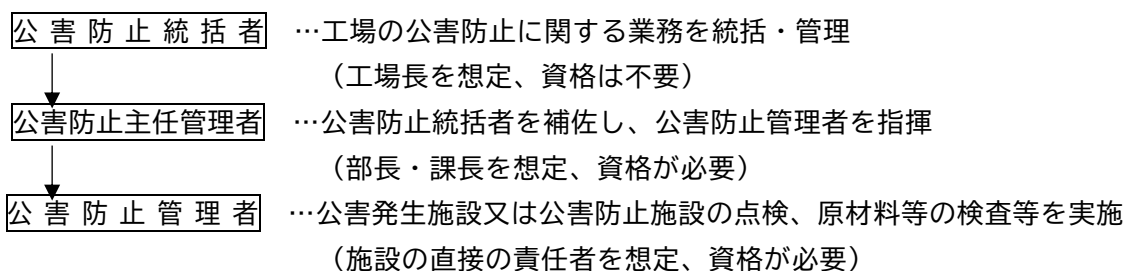 公害防止統括者 …工場の公害防止に関する業務を統括・管理
（工場長を想定、資格は不要）
公害防止主任管理者 …公害防止統括者を補佐し、公害防止管理者を指揮
（部長・課長を想定、資格が必要）
公害防止管理者 …公害発生施設又は公害防止施設の点検、原材料等の検査等を実施
（施設の直接の責任者を想定、資格が必要）